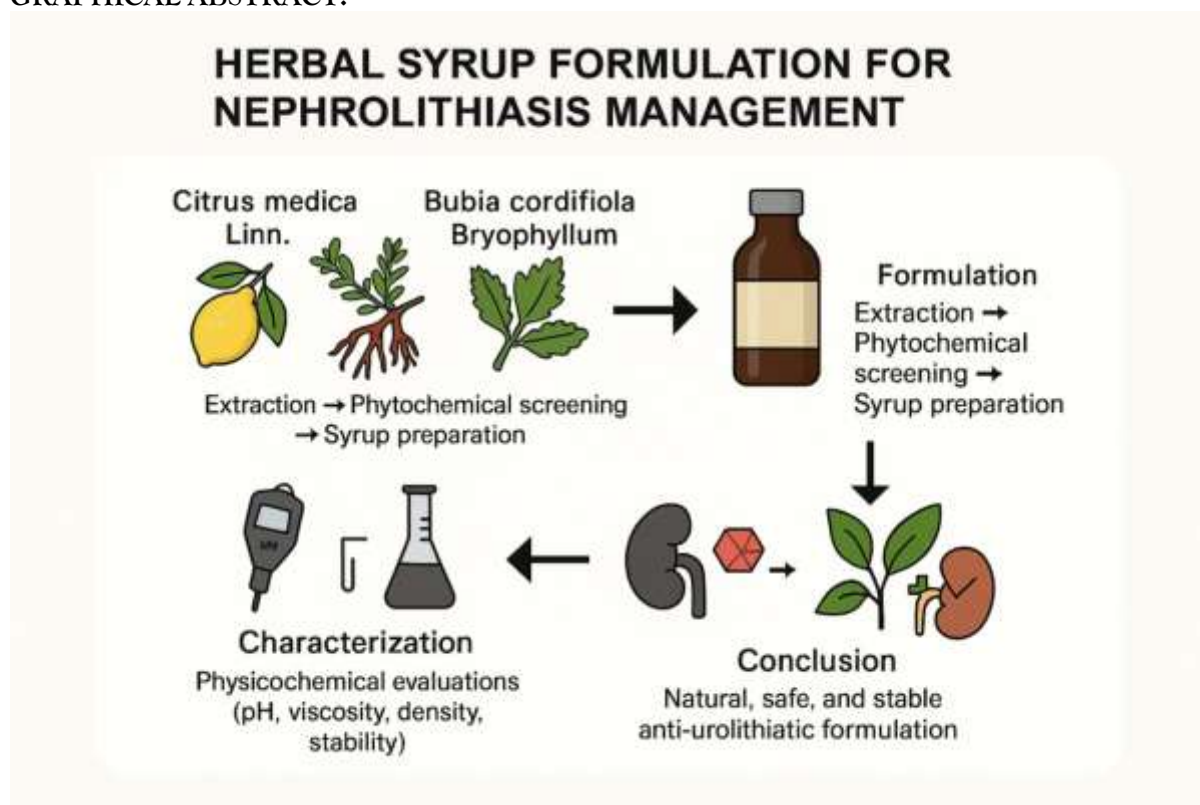 GRAPHICAL ABSTRACT:
HERBAL SYRUP FORMULATION FOR
NEPHROLITHIASIS MANAGEMENT
Citrus medica
Linn.
Bubia cordifiola
Bryophyllum
Extraction → Phytochemical screening
→ Syrup preparation
Formulation
Extraction →
Phytochemical
screening →
Syrup preparation
Characterization
Physicochemical evaluations
(pH, viscosity, density,
stability)
Conclusion
Natural, safe, and stable
anti-urolithiatic formulation